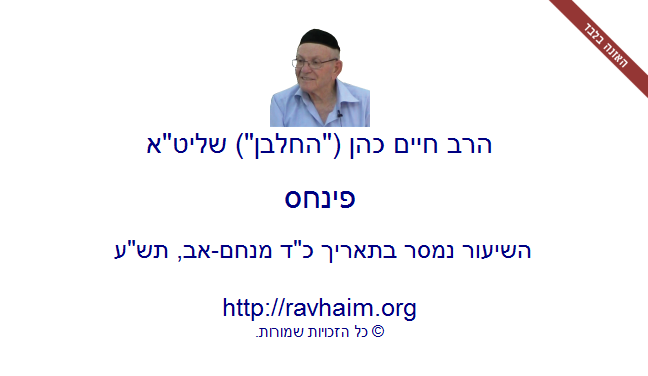 האזנה בלבד
הרב חיים כהן ("החלבן") שליט"א
פינחס
השיעור נמסר בתאריך כ"ד מנחם-אב, תש"ע
http://ravhaim.org
© כל הזכויות שמורות.